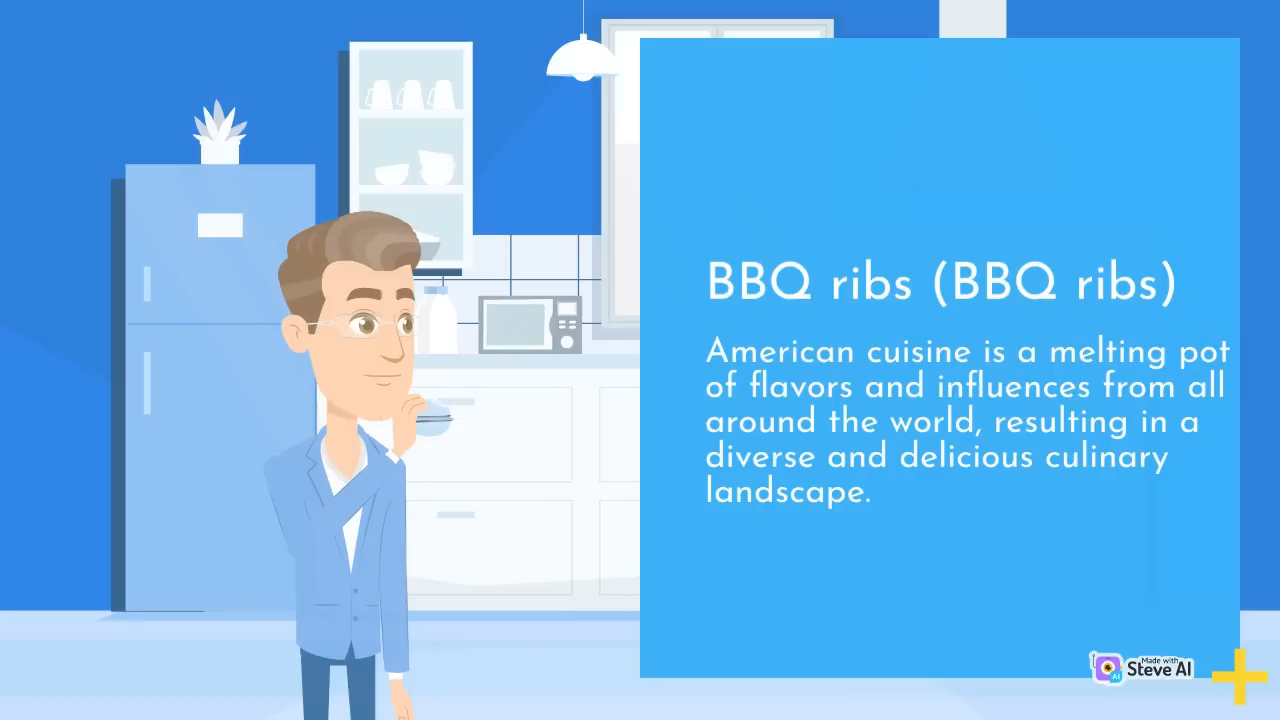 BBQ ribs (BBQ ribs)
American cuisine is a melting pot
of flavors and influences from all
around the world, resulting in a
diverse and delicious culinary
landscape.
Made with
Steve AI
AI